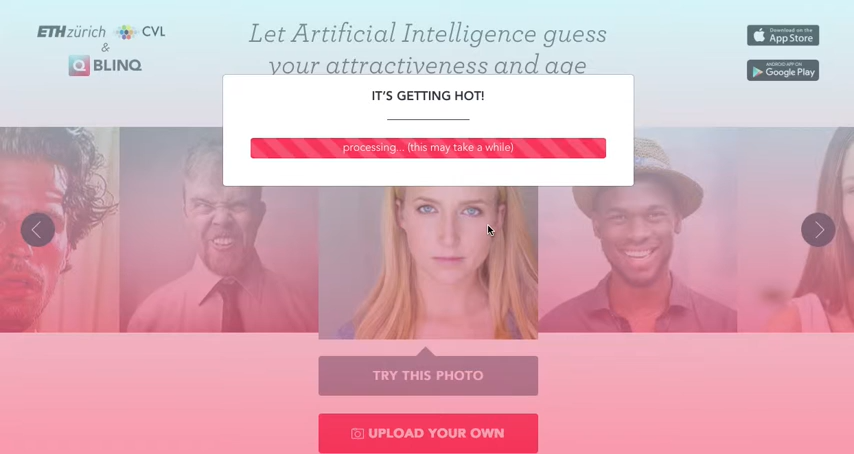 ETH zürich CVL
&
BLINQ
Let Artificial Intelligence guess
your attractiveness and age
Download on the
App Store
ANDROID APP ON
Google Play
IT'S GETTING HOT!
processing... (this may take a while)
TRY THIS PHOTO
UPLOAD YOUR OWN